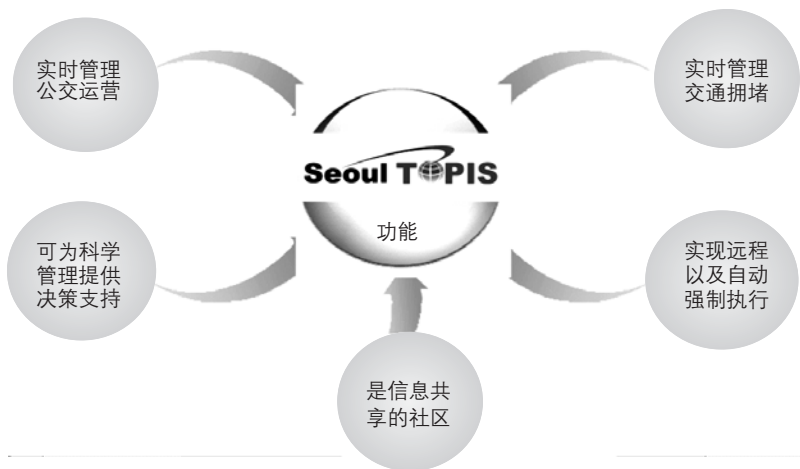 实时管理
公交运营
实时管理
交通拥堵
Seoul TOPIS
功能
可为科学
管理提供
决策支持
实现远程
以及自动
强制执行
是信息共
享的社区